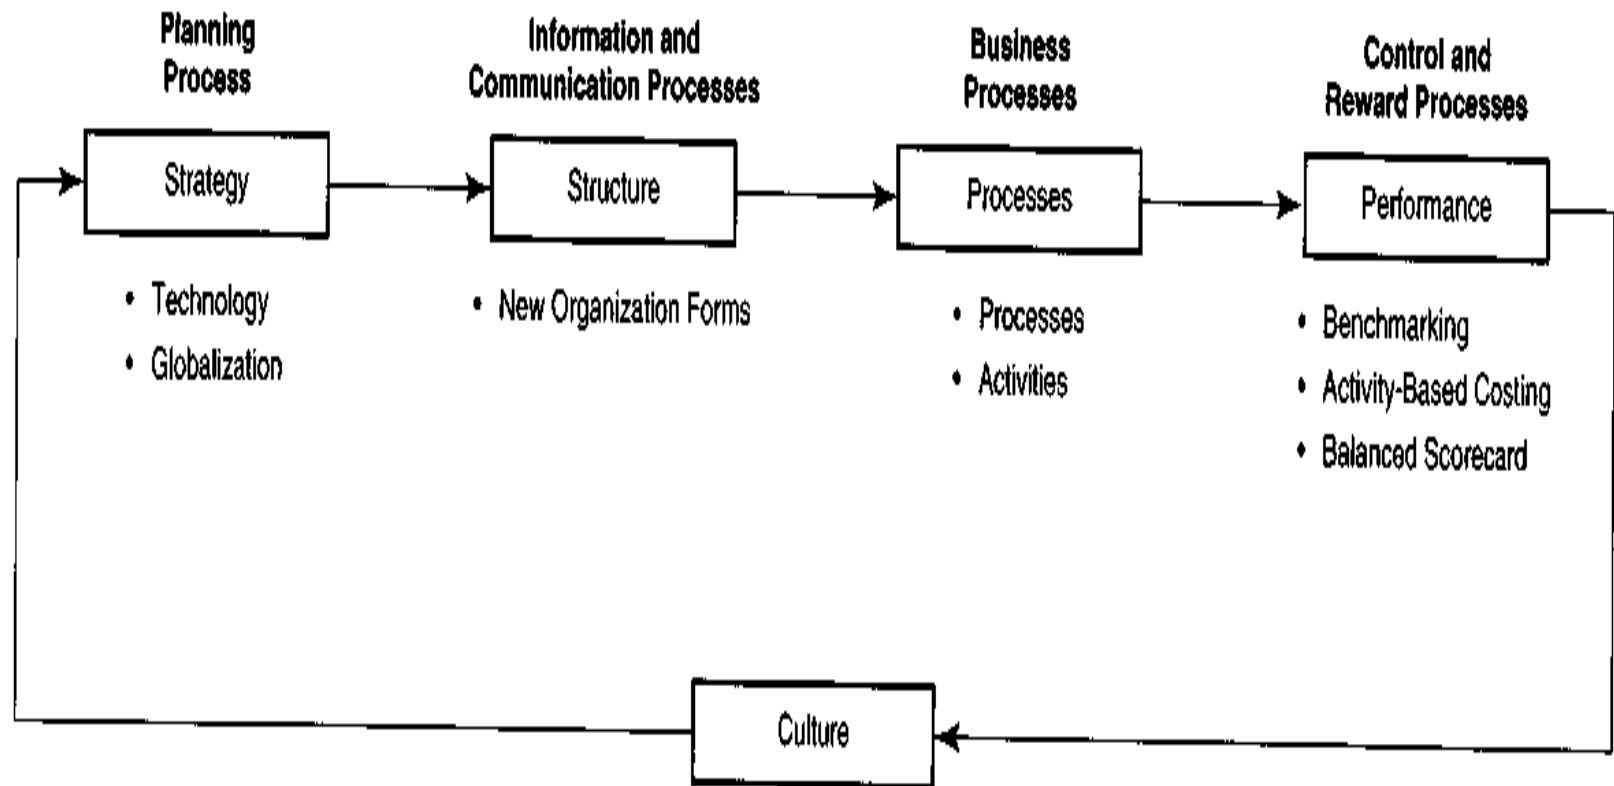 Planning
Process
Information and
Communication Processes
Business
Processes
Control and
Reward Processes
Strategy
Structure
Processes
Performance
• Technology
• Globalization
• New Organization Forms
• Processes
• Activities
• Benchmarking
• Activity-Based Costing
• Balanced Scorecard
Culture